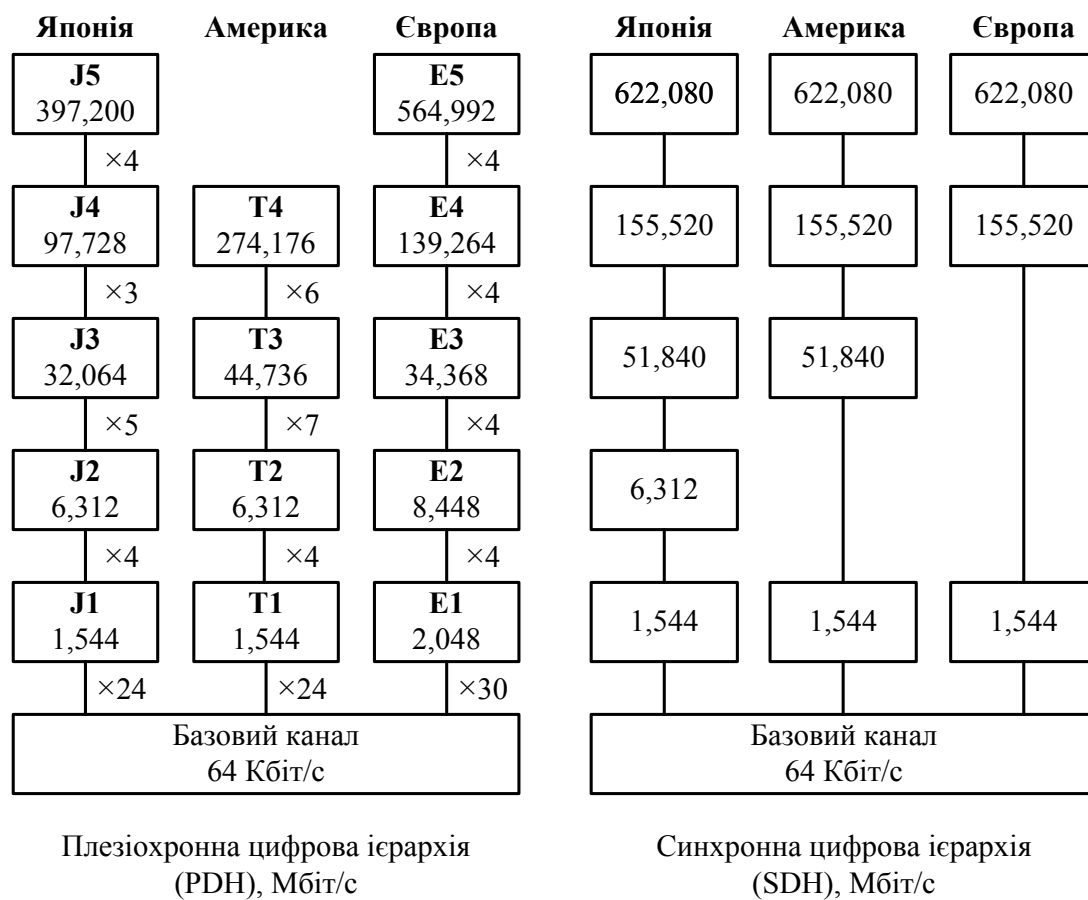 Японія Америка Європа Японія Америка Європа
J5 E5
397,200 564,992 622,080 622,080 622,080
×4 ×4
J4 T4 E4
97,728 274,176 139,264 155,520 155,520 155,520
×3 ×6 ×4
J3 T3 E3
32,064 44,736 34,368 51,840 51,840
×5 ×7 ×4
J2 T2 E2
6,312 6,312 8,448 6,312
×4 ×4 ×4
J1 T1 E1
1,544 1,544 2,048 1,544 1,544 1,544
×24 ×24 ×30
Базовий канал Базовий канал
64 Кбіт/с 64 Кбіт/с
Плезіохронна цифрова ієрархія Синхронна цифрова ієрархія
(PDH), Мбіт/с (SDH), Мбіт/с